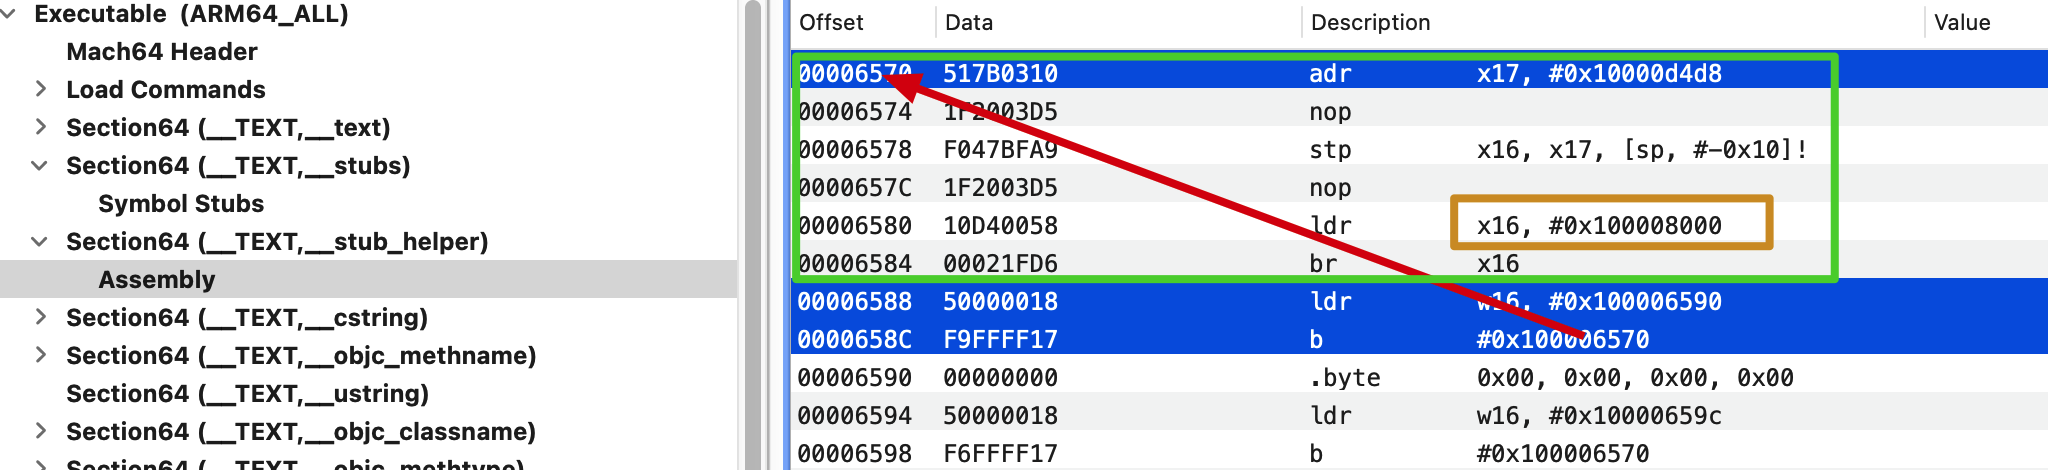 Executable (ARM64_ALL)
Mach64 Header
Load Commands
Section64 (__TEXT,__text)
Section64 (__TEXT,__stubs)
Symbol Stubs
Section64 (__TEXT,__stub_helper)
Assembly
Section64 (__TEXT,__cstring)
Section64 (__TEXT,__objc_methname)
Section64 (__TEXT,__ustring)
Section64 (__TEXT,__objc_classname)
Section64 (__TEXT,__objc_methtype)
Offset Data Description Value
00006570 517B0310 adr x17, #0x10000d4d8
00006574 1F2003D5 nop
00006578 F047BFA9 stp x16, x17, [sp, #-0x10]!
0000657C 1F2003D5 nop
00006580 10D40058 ldr x16, #0x100008000
00006584 00021FD6 br x16
00006588 50000018 ldr w16, #0x100006590
0000658C F9FFFF17 b #0x100006570
00006590 00000000 .byte 0x00, 0x00, 0x00, 0x00
00006594 50000018 ldr w16, #0x10000659c
00006598 F6FFFF17 b #0x100006570